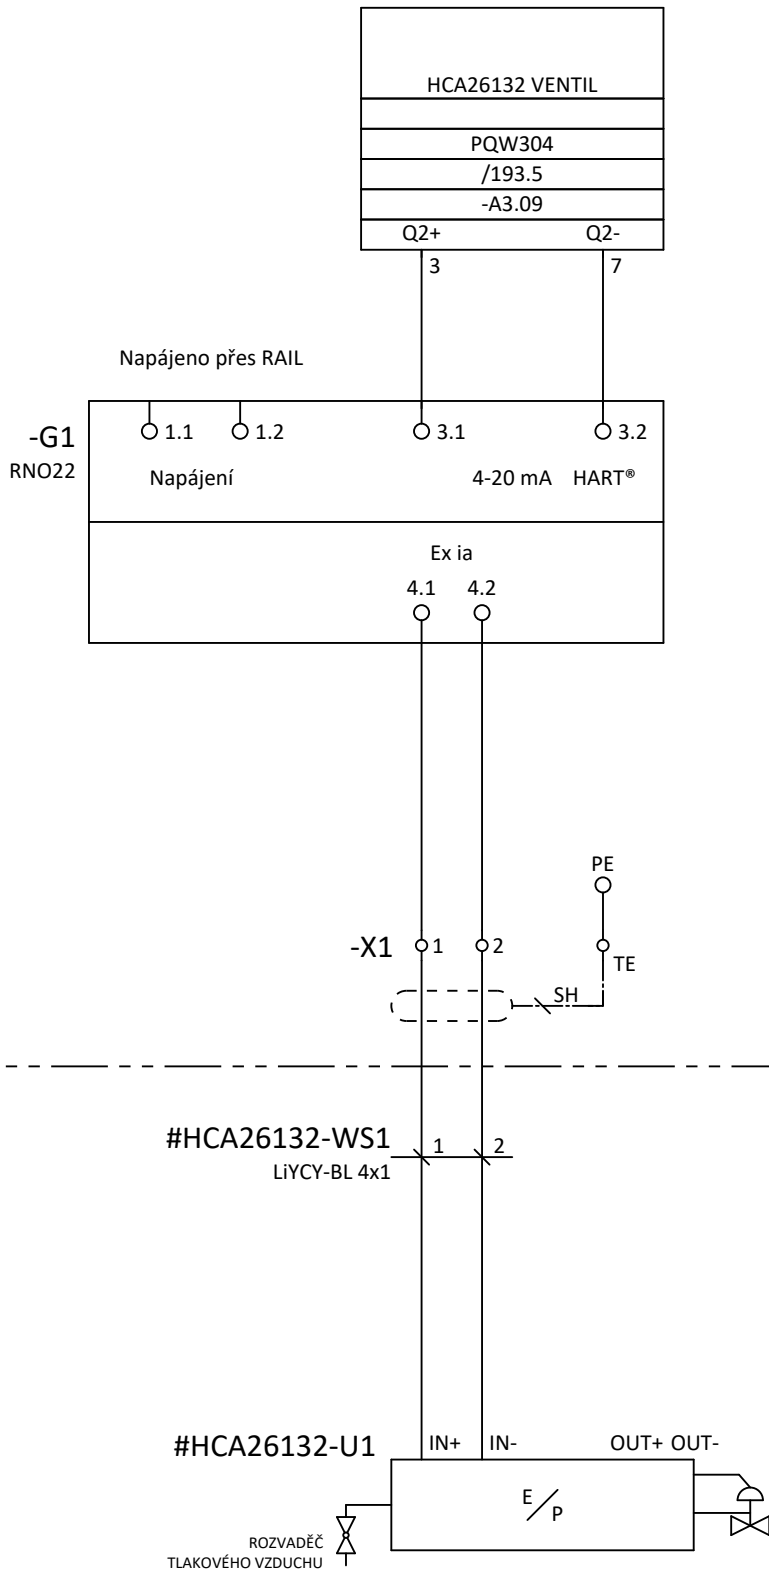 HCA26132 VENTIL
PQW304
/193.5
-A3.09
Q2+ Q2-
3 7
Napájeno přes RAIL
-G1
RNO22
1.1 1.2 3.1 3.2
Napájení 4-20 mA HART®
Ex ia
4.1 4.2
PE
-X1 1 2
TE
SH
#HCA26132-WS1 1 2
LiYCY-BL 4x1
#HCA26132-U1 IN+ IN- OUT+ OUT-
E/P
ROZVADĚČ
TLAKOVÉHO VZDUCHU